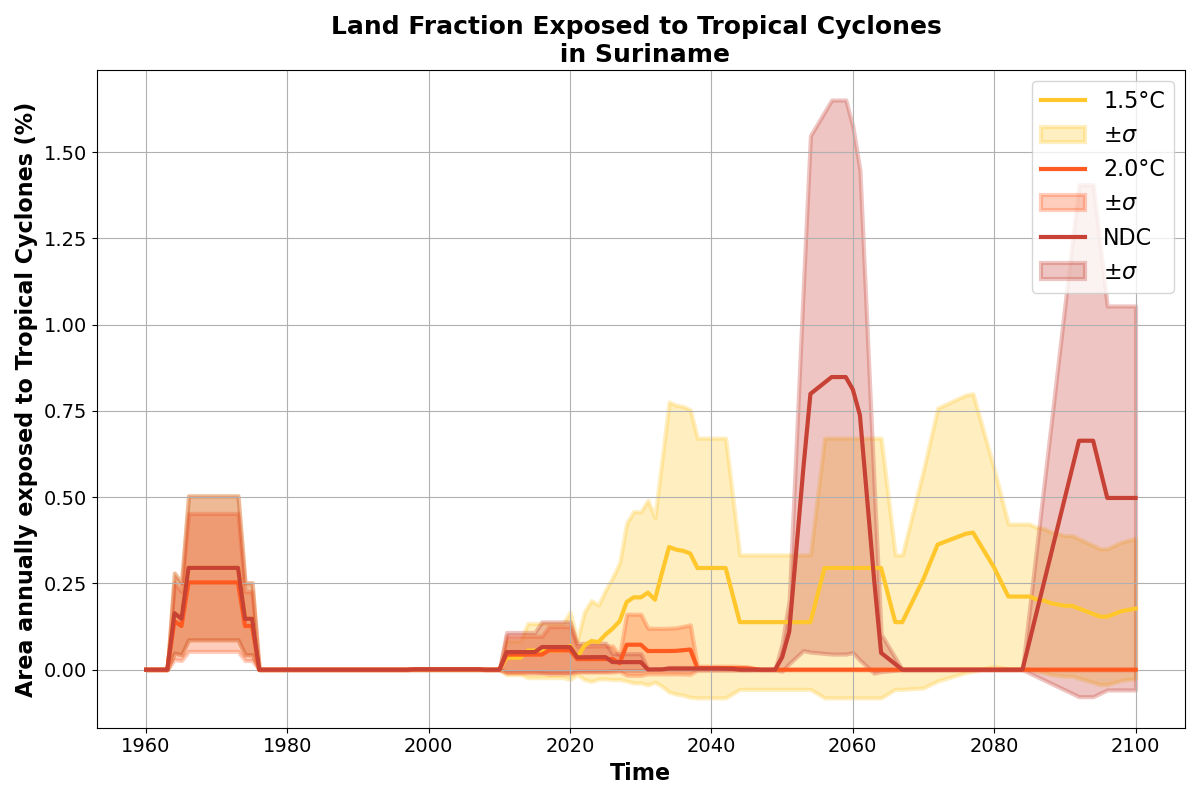 Land Fraction Exposed to Tropical Cyclones
in Suriname
Area annually exposed to Tropical Cyclones (%)
1.50
1.25
1.00
0.75
0.50
0.25
0.00
1960
1980
2000
2020
2040
2060
2080
2100
Time
1.5°C
±σ
2.0°C
±σ
NDC
±σ